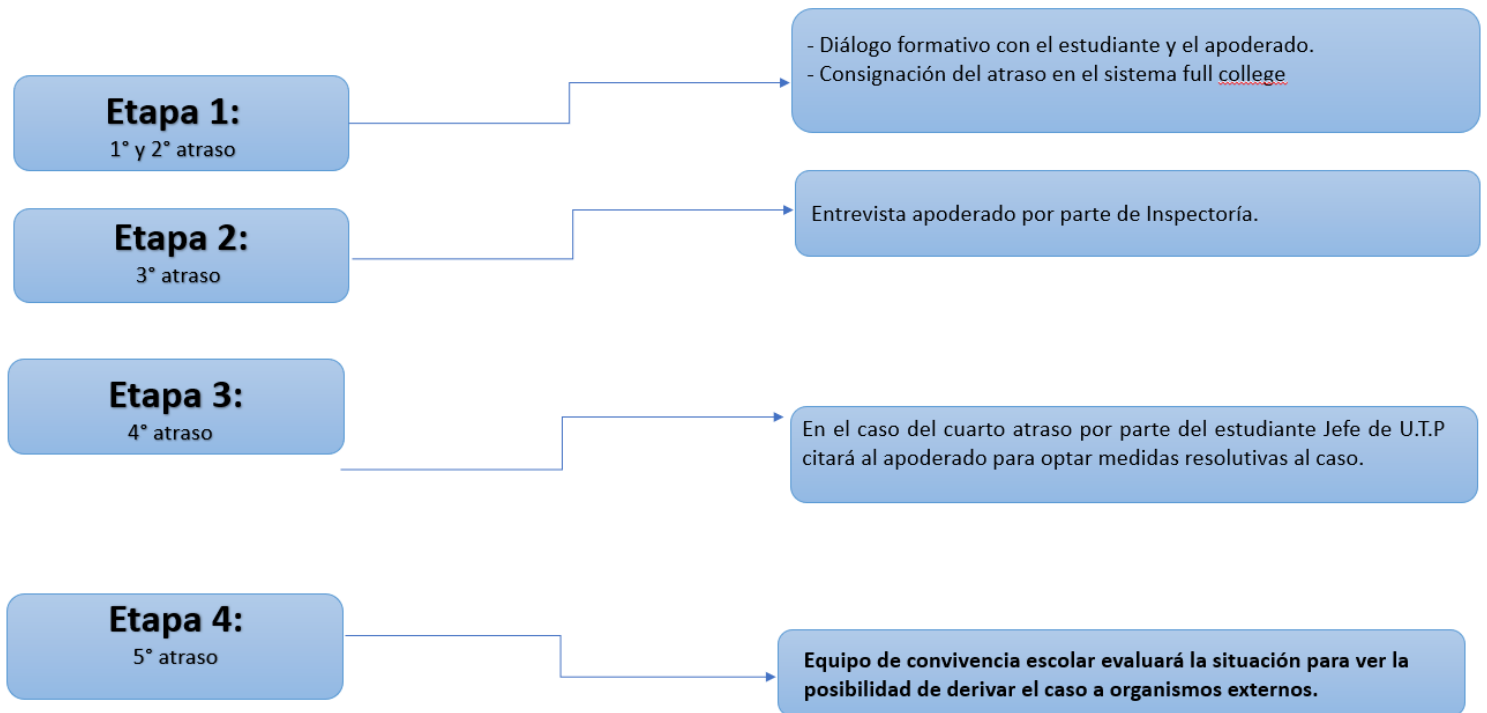 Etapa 1:
1° y 2° atraso
- Diálogo formativo con el estudiante y el apoderado.
- Consignación del atraso en el sistema full college
Etapa 2:
3° atraso
Entrevista apoderado por parte de Inspectoría.
Etapa 3:
4° atraso
En el caso del cuarto atraso por parte del estudiante Jefe de U.T.P
citará al apoderado para optar medidas resolutivas al caso.
Etapa 4:
5° atraso
Equipo de convivencia escolar evaluará la situación para ver la
posibilidad de derivar el caso a organismos externos.